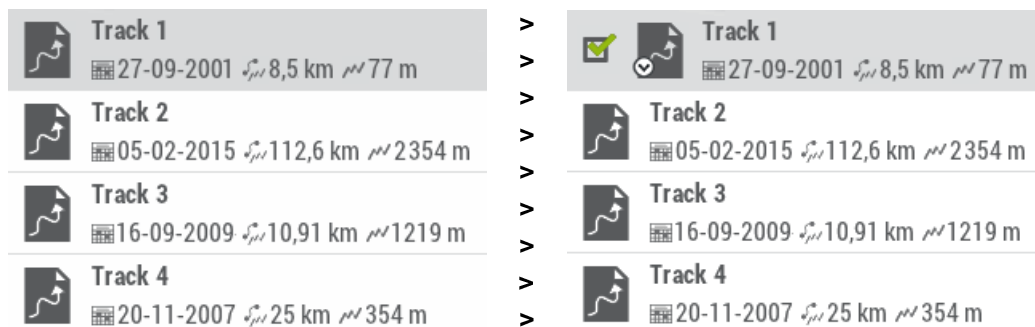 Track 1
27-09-2001 8,5 km 77 m
Track 2
05-02-2015 112,6 km 2354 m
Track 3
16-09-2009 10,91 km 1219 m
Track 4
20-11-2007 25 km 354 m
>
>
>
>
>
>
>
>
>
Track 1
27-09-2001 8,5 km 77 m
Track 2
05-02-2015 112,6 km 2354 m
Track 3
16-09-2009 10,91 km 1219 m
Track 4
20-11-2007 25 km 354 m